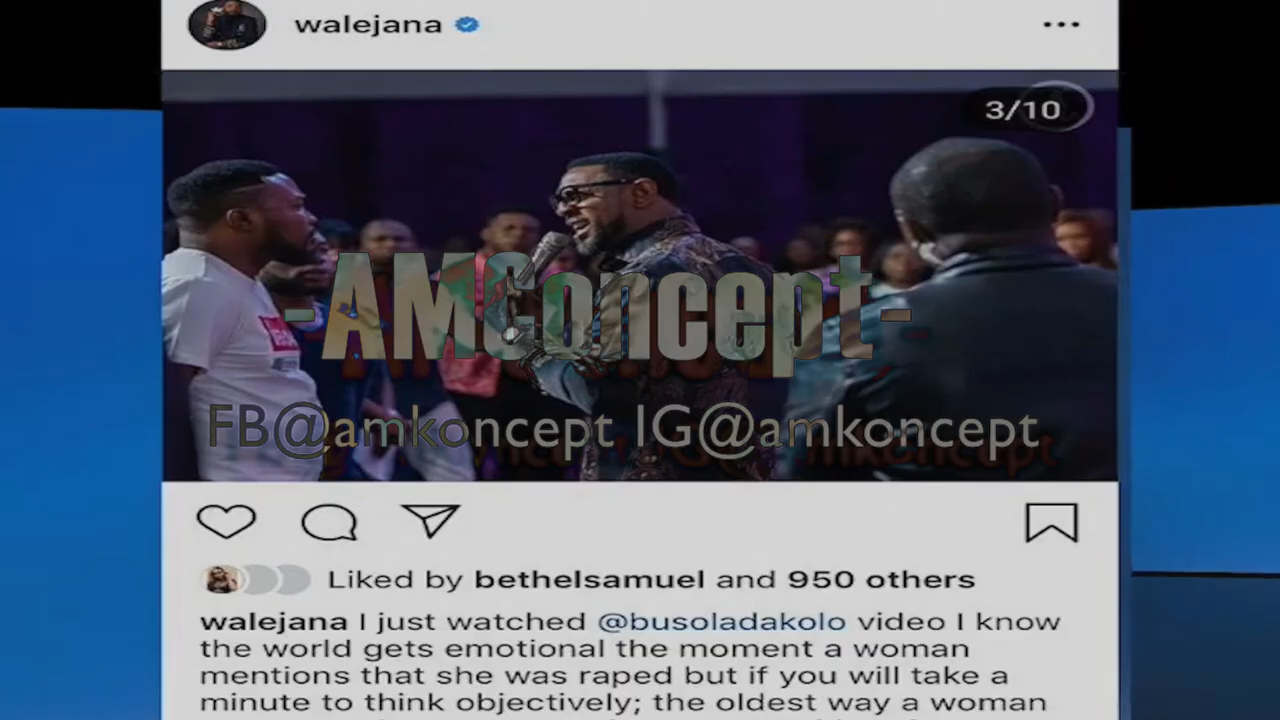 walejana
3/10
-AMConcept-
FB@amkoncept IG@amkoncept
Liked by bethelsamuel and 950 others
walejana I just watched @busoladakolo video I know
the world gets emotional the moment a woman
mentions that she was raped but if you will take a
minute to think objectively; the oldest way a woman